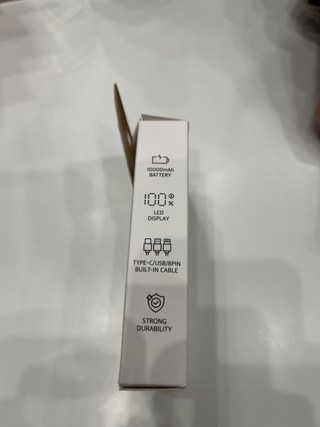 10000mAh
BATTERY
100%
LED
DISPLAY
TYPE-C/USB/8PIN
BUILT-IN CABLE
STRONG
DURABILITY